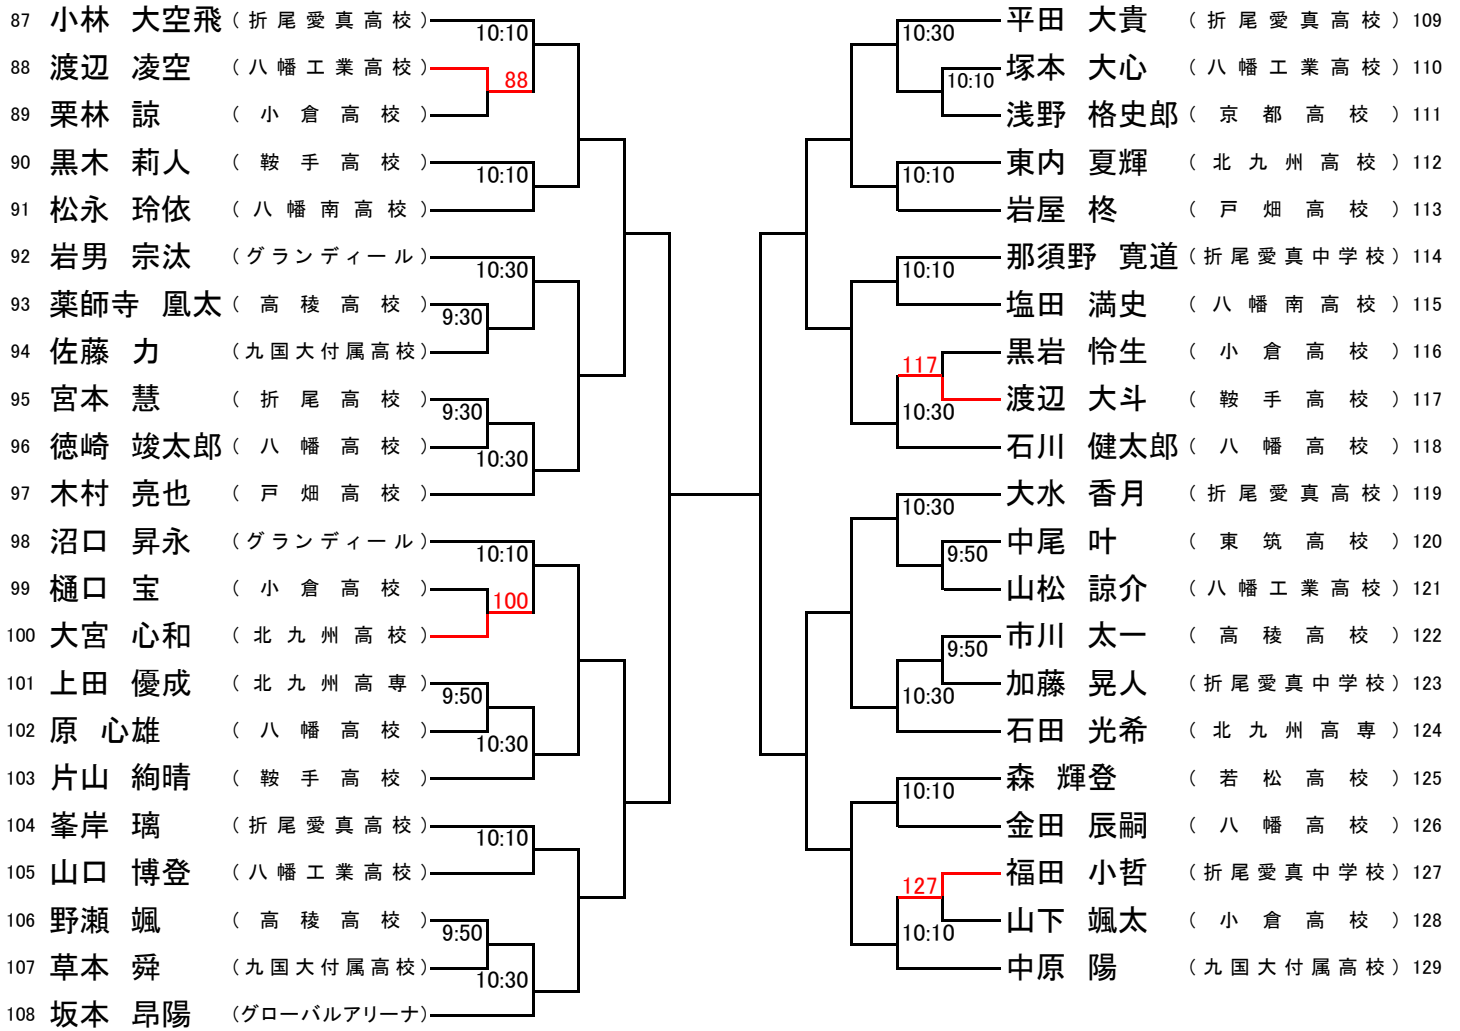 87 小林 大空飛 (折尾愛真高校)
10:10
88 渡辺 凌空 (八幡工業高校)
88
89 栗林 諒 (小倉高校)
90 黒木 莉人 (鞍手高校)
10:10
91 松永 玲依 (八幡南高校)
92 岩男 宗汰 (グランディール)
10:30
93 薬師寺 凰太 (高稜高校)
9:30
94 佐藤 力 (九国大付属高校)
95 宮本 慧 (折尾高校)
9:30
96 徳崎 竣太郎 (八幡高校)
10:30
97 木村 亮也 (戸畑高校)
98 沼口 昇永 (グランディール)
10:10
99 樋口 宝 (小倉高校)
100
100 大宮 心和 (北九州高校)
101 上田 優成 (北九州高専)
9:50
102 原 心雄 (八幡高校)
10:30
103 片山 絢晴 (鞍手高校)
104 峯岸 璃 (折尾愛真高校)
10:10
105 山口 博登 (八幡工業高校)
106 野瀬 颯 (高稜高校)
9:50
107 草本 舜 (九国大付属高校)
10:30
108 坂本 昂陽 (グローバルアリーナ)
平田 大貴 (折尾愛真高校) 109
10:30
塚本 大心 (八幡工業高校) 110
10:10
浅野 格史郎 (京都高校) 111
東内 夏輝 (北九州高校) 112
10:10
岩屋 柊 (戸畑高校) 113
那須野 寛道 (折尾愛真中学校) 114
10:10
塩田 満史 (八幡南高校) 115
黒岩 怜生 (小倉高校) 116
117
渡辺 大斗 (鞍手高校) 117
10:30
石川 健太郎 (八幡高校) 118
大水 香月 (折尾愛真高校) 119
10:30
中尾 叶 (東筑高校) 120
9:50
山松 諒介 (八幡工業高校) 121
市川 太一 (高稜高校) 122
9:50
加藤 晃人 (折尾愛真中学校) 123
10:30
石田 光希 (北九州高専) 124
森 輝登 (若松高校) 125
10:10
金田 辰嗣 (八幡高校) 126
福田 小哲 (折尾愛真中学校) 127
127
山下 颯太 (小倉高校) 128
10:10
中原 陽 (九国大付属高校) 129